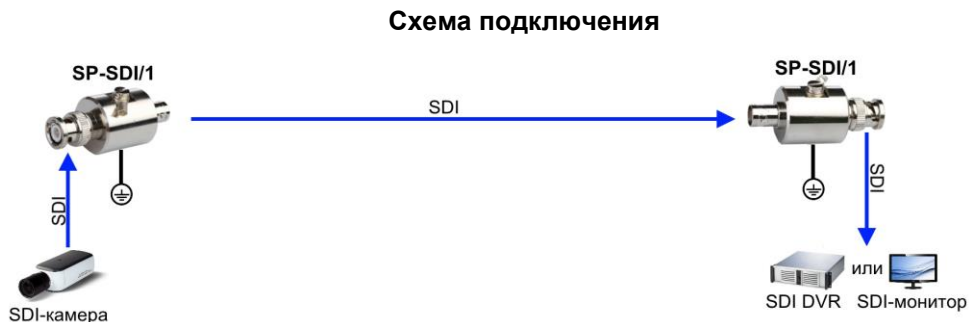 Схема подключения
SP-SDI/1
SP-SDI/1
SDI
SDI
SDI
или
SDI DVR
SDI-монитор
SDI-камера